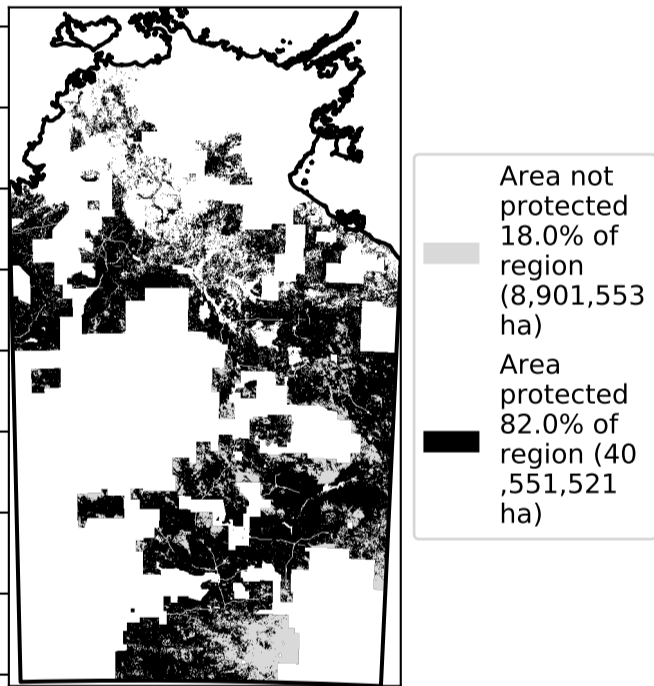 Area not
protected
18.0% of
region
(8,901,553
ha)
Area
protected
82.0% of
region (40
,551,521
ha)